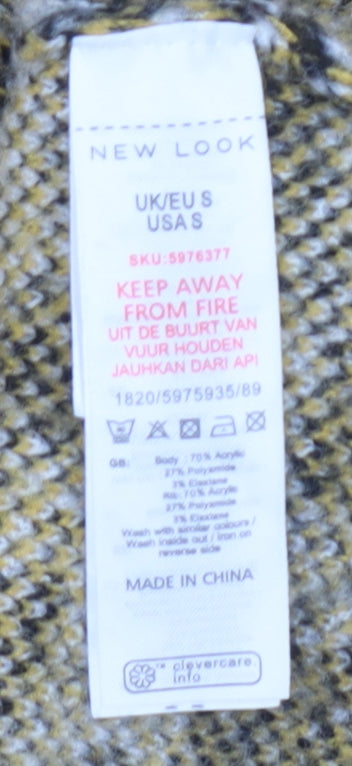 NEW LOOK
UK/EU S
USA S
SKU:5976377
KEEP AWAY
FROM FIRE
UIT DE BUURT VAN
VUUR HOUDEN
JAUHKAN DARI API
1820/5975935/89
GB: Body : 70% Acrylic
27% Polyamide
3% Elastane
Rib: 70% Acrylic
27% Polyamide
3% Elastane
Wash with similar colours /
Wash inside out / Iron on
reverse side
MADE IN CHINA
™ clevercare
info